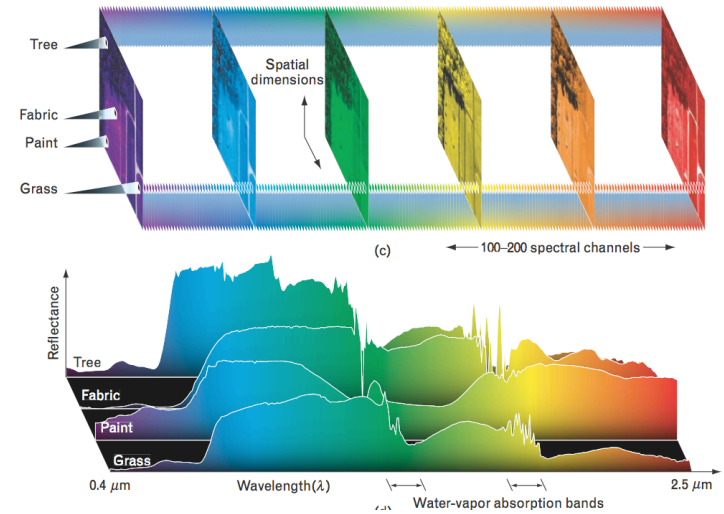 Tree
Spatial
dimensions
Fabric
Paint
Grass
(c)
100–200 spectral channels
Reflectance
Tree
Fabric
Paint
Grass
0.4 μm
Wavelength(λ)
2.5 μm
Water-vapor absorption bands
(d)